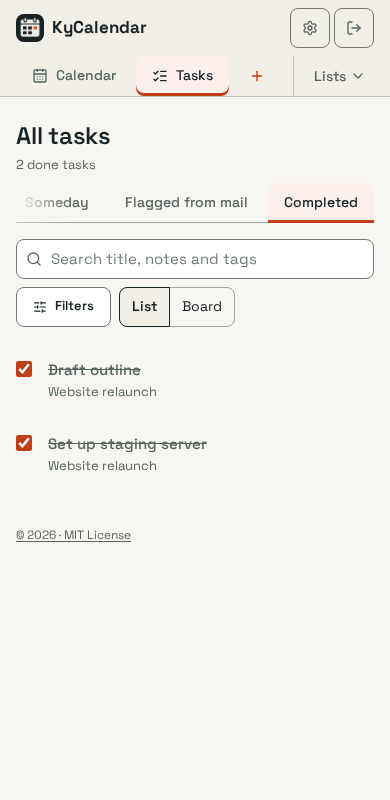 KyCalendar
Calendar
Tasks
Lists
All tasks
2 done tasks
Someday
Flagged from mail
Completed
Search title, notes and tags
Filters
List
Board
Draft outline
Website relaunch
Set up staging server
Website relaunch
© 2026 · MIT License